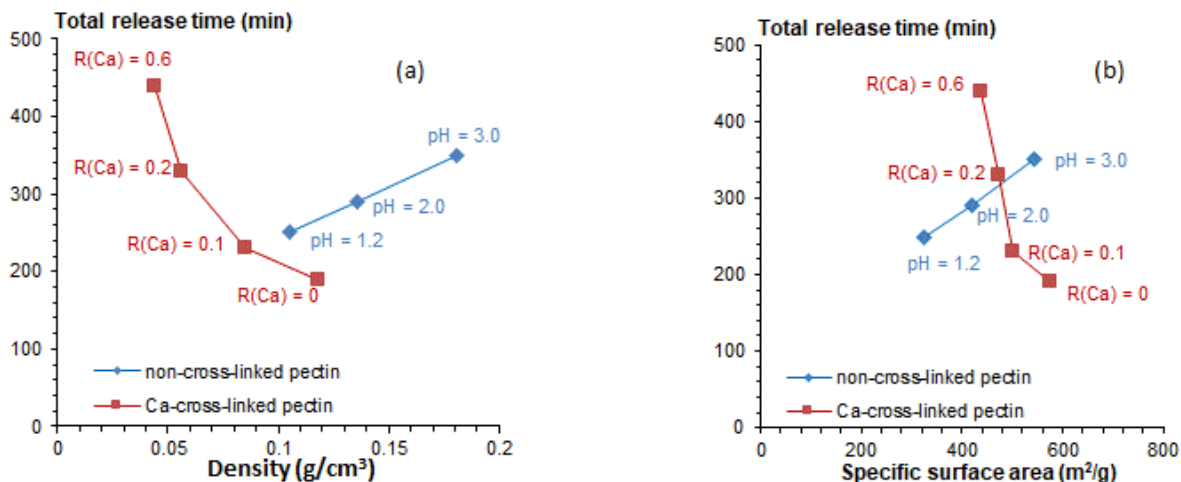 Total release time (min)
500
400
300
200
100
0
0
0.05
0.1
0.15
0.2
Density (g/cm³)
(a)
R(Ca) = 0.6
R(Ca) = 0.2
R(Ca) = 0.1
R(Ca) = 0
pH = 3.0
pH = 2.0
pH = 1.2
non-cross-linked pectin
Ca-cross-linked pectin
Total release time (min)
500
400
300
200
100
0
0
200
400
600
800
Specific surface area (m²/g)
(b)
R(Ca) = 0.6
R(Ca) = 0.2
R(Ca) = 0.1
R(Ca) = 0
pH = 3.0
pH = 2.0
pH = 1.2
non-cross-linked pectin
Ca-cross-linked pectin